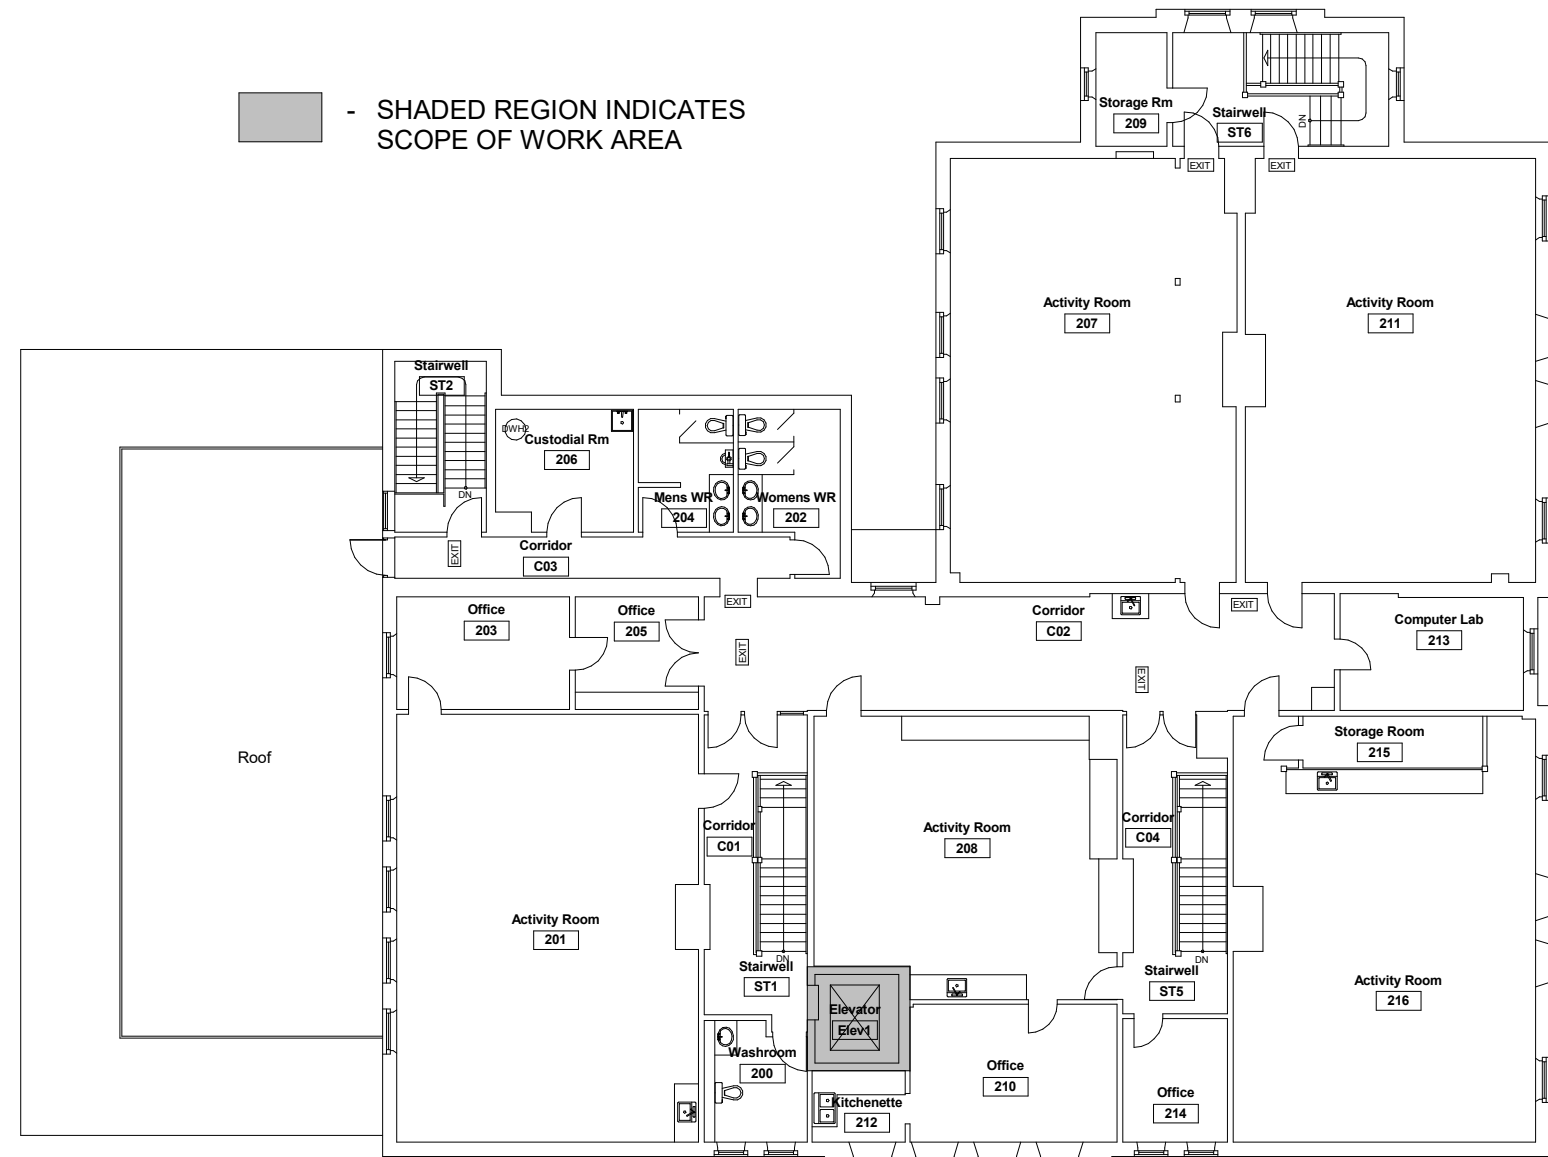 - SHADED REGION INDICATES
SCOPE OF WORK AREA
Storage Rm
209
Stairwell
ST6
DN
EXIT
EXIT
Activity Room
207
Activity Room
211
Stairwell
ST2
DN
DWH2
Custodial Rm
206
Mens WR
204
Womens WR
202
EXIT
Corridor
C03
Office
203
Office
205
EXIT
EXIT
Corridor
C02
EXIT
EXIT
Computer Lab
213
Roof
Storage Room
215
Corridor
C01
Activity Room
208
Corridor
C04
Activity Room
201
DN
Stairwell
ST1
DN
Stairwell
ST5
Activity Room
216
Elevator
Elev1
Washroom
200
Office
210
Kitchenette
212
Office
214